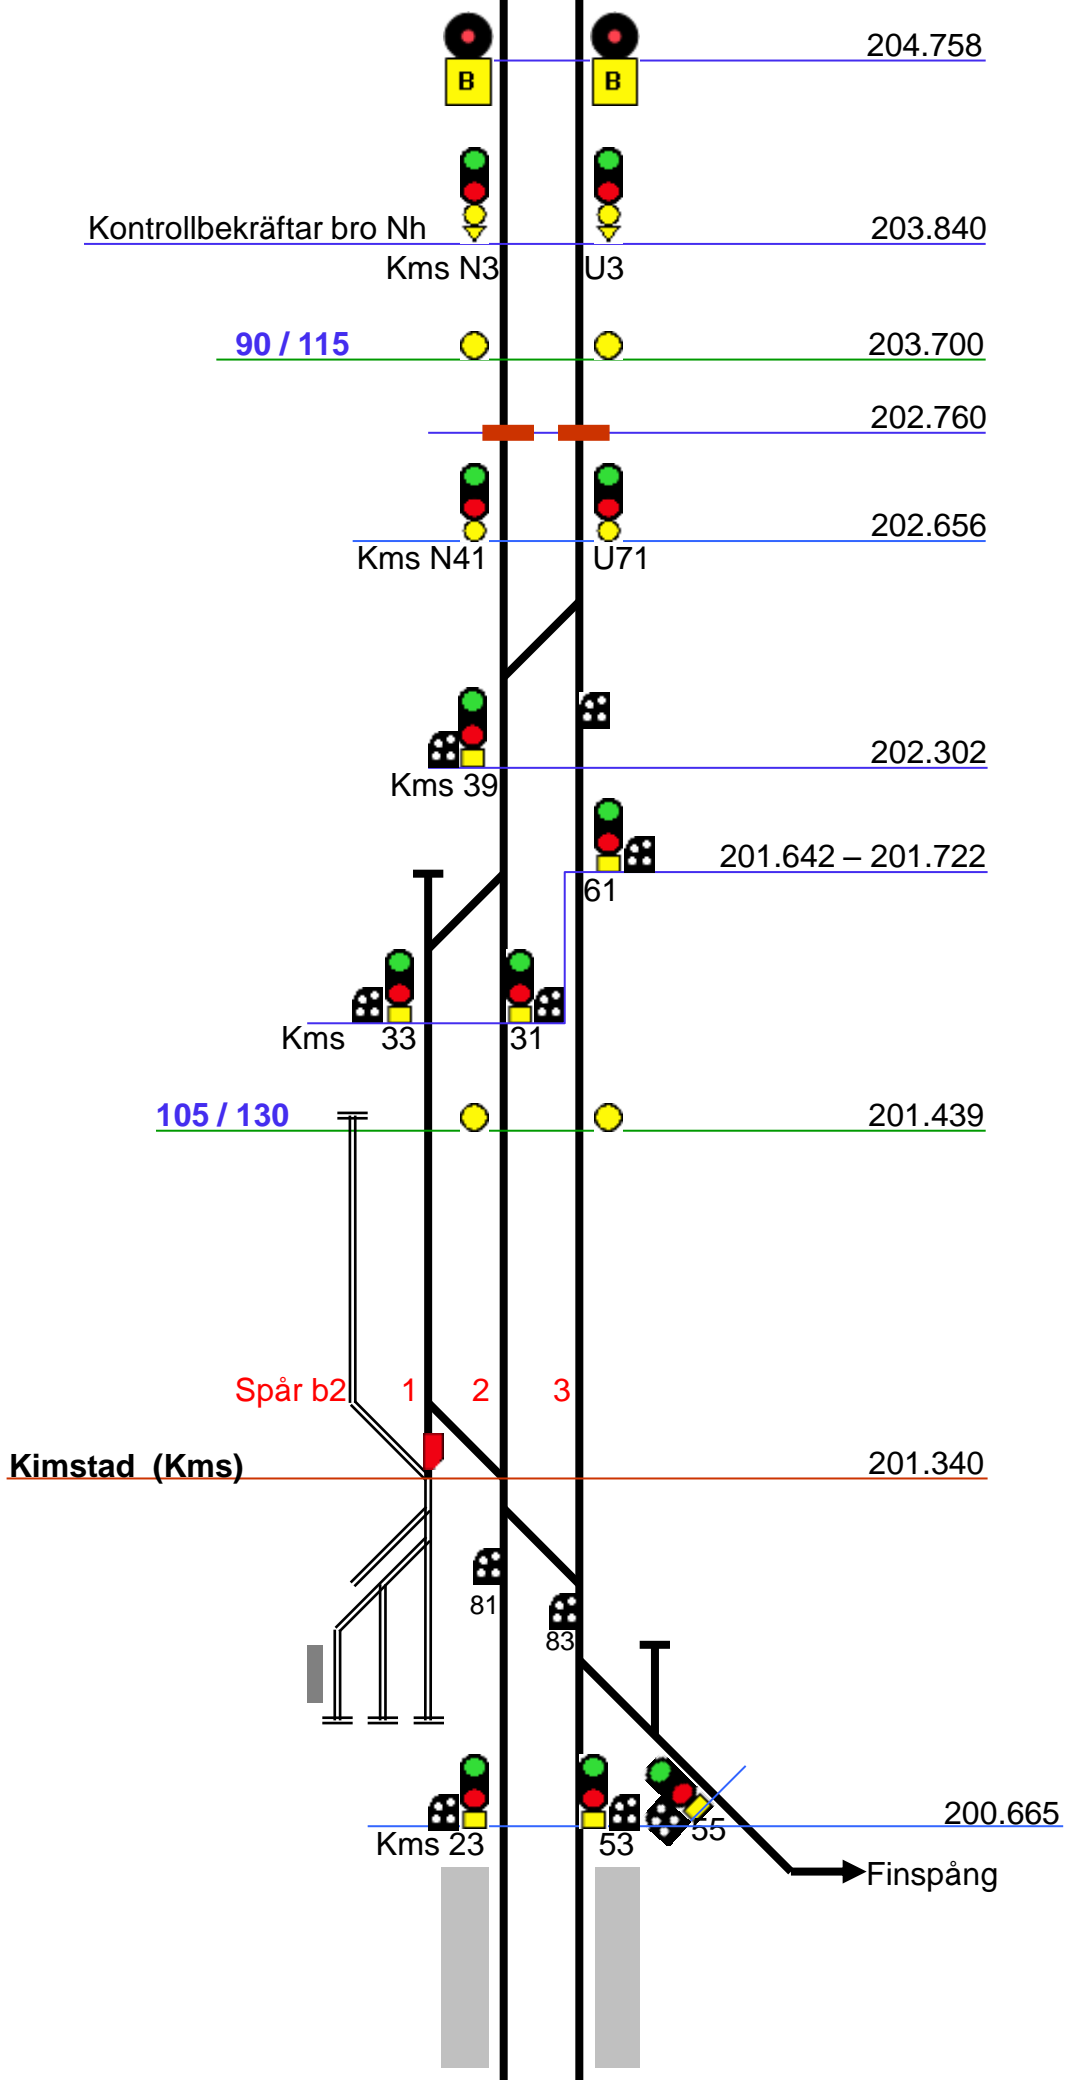 204.758
B B
Kontrollbekräftar bro Nh 203.840
Kms N3 U3
90 / 115 203.700
202.760
202.656
Kms N41 U71
202.302
Kms 39
201.642 – 201.722
61
Kms 33 31
105 / 130 201.439
Spår b2 1 2 3
Kimstad (Kms) 201.340
81
83
200.665
Kms 23 53 55
Finspång